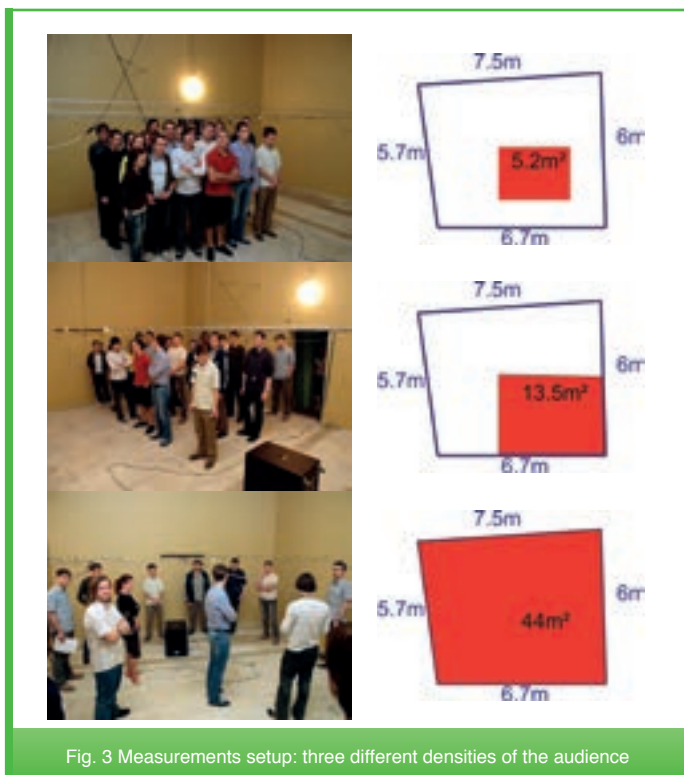 7.5m
5.7m
6m
5.2m²
6.7m
7.5m
5.7m
6m
13.5m²
6.7m
7.5m
5.7m
6m
44m²
6.7m
Fig. 3 Measurements setup: three different densities of the audience